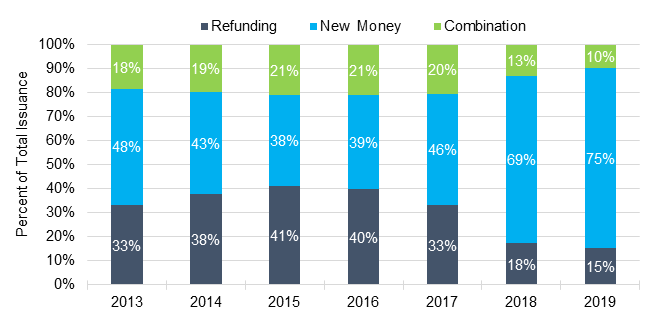 Refunding New Money Combination
Percent of Total Issuance
100%
90%
80%
70%
60%
50%
40%
30%
20%
10%
0%
18% 19% 21% 21% 20% 13% 10%
48% 43% 38% 39% 46% 69% 75%
33% 38% 41% 40% 33% 18% 15%
2013 2014 2015 2016 2017 2018 2019